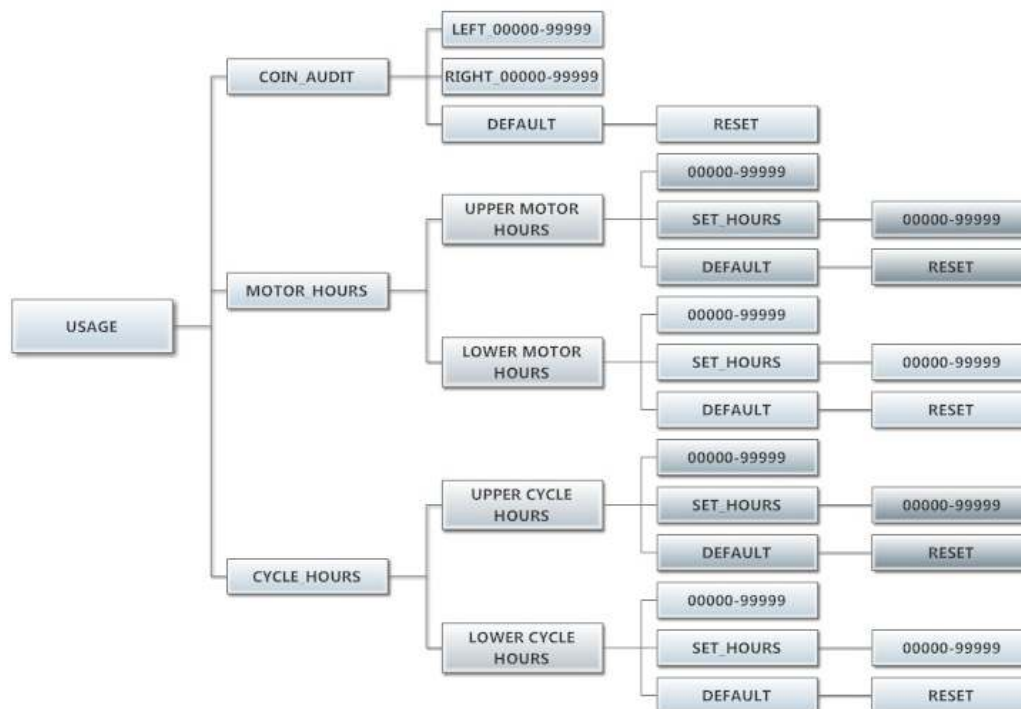 LEFT_00000-99999
COIN_AUDIT
RIGHT_00000-99999
DEFAULT
RESET
00000-99999
UPPER MOTOR
HOURS
SET_HOURS
00000-99999
DEFAULT
RESET
MOTOR_HOURS
00000-99999
USAGE
LOWER MOTOR
HOURS
SET_HOURS
00000-99999
DEFAULT
RESET
00000-99999
UPPER CYCLE
HOURS
SET_HOURS
00000-99999
DEFAULT
RESET
CYCLE_HOURS
00000-99999
LOWER CYCLE
HOURS
SET_HOURS
00000-99999
DEFAULT
RESET